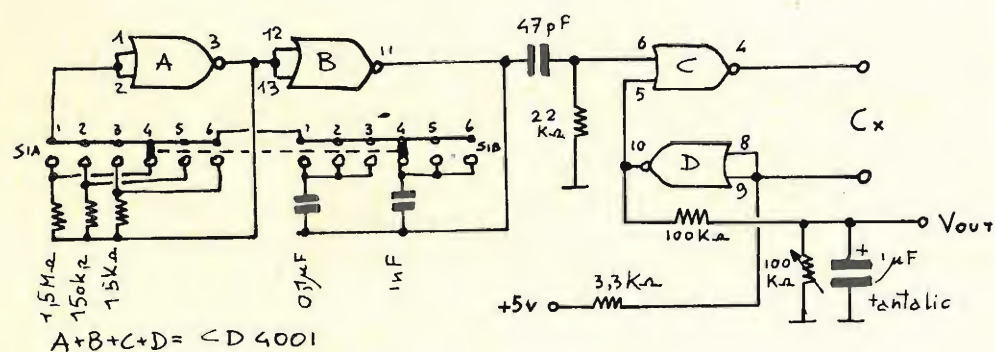 47 pF
1
2
3
A
12
13
11
B
6
5
4
C
22 KΩ
Cx
S1A
1 2 3 4 5 6
1 2 3 4 5 6
S1B
10
D
8
9
1,5MΩ
150kΩ
15KΩ
0,1μF
1nF
100KΩ
VOUT
100 KΩ
+
1μF
tantalic
3,3KΩ
+5v
A+B+C+D= CD 4001